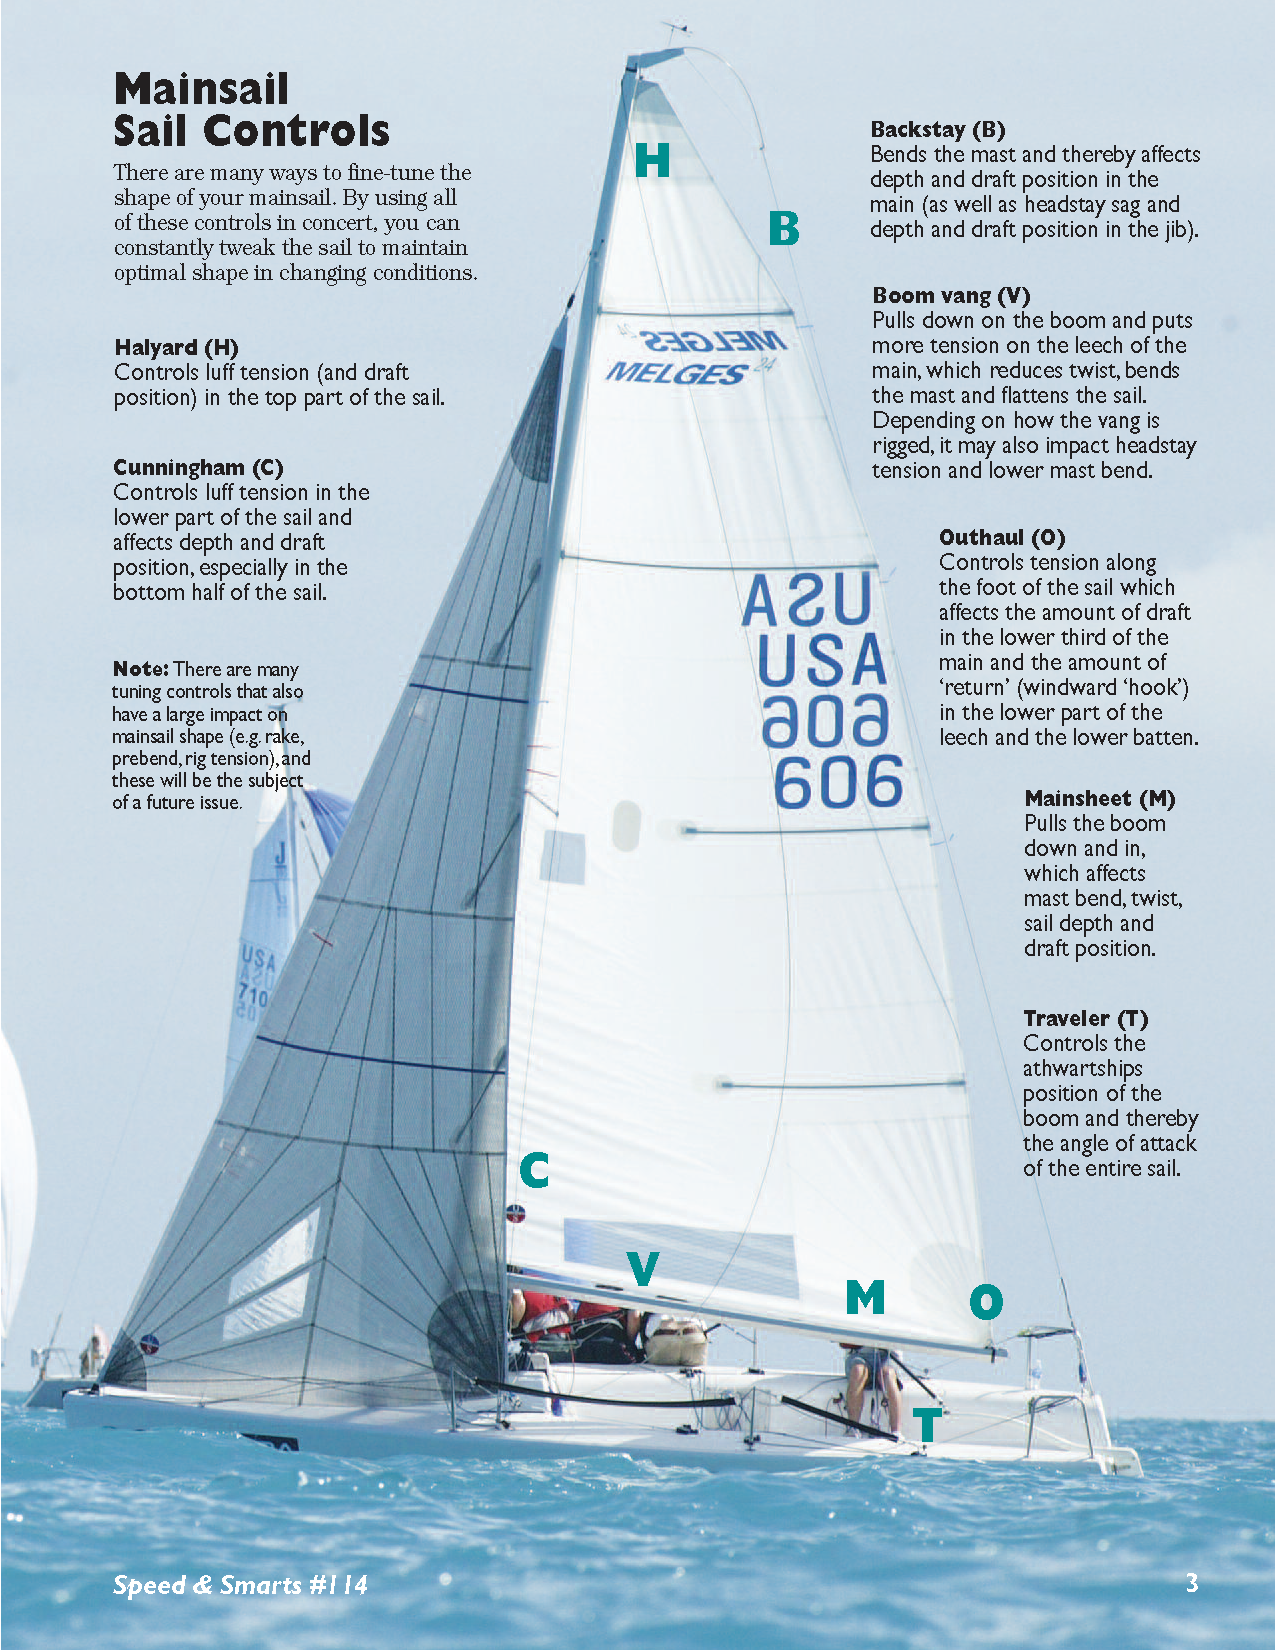 Mainsail
Sail Controls
There are many ways to fine-tune the
shape of your mainsail. By using all
of these controls in concert, you can
constantly tweak the sail to maintain
optimal shape in changing conditions.
Halyard (H)
Controls luff tension (and draft
position) in the top part of the sail.
Cunningham (C)
Controls luff tension in the
lower part of the sail and
affects depth and draft
position, especially in the
bottom half of the sail.
Note: There are many
tuning controls that also
have a large impact on
mainsail shape (e.g. rake,
prebend, rig tension), and
these will be the subject
of a future issue.
H
B
MELGES
MELGES 24
USA
USA
606
606
J
USA
USA
710
C
V
M
O
T
Backstay (B)
Bends the mast and thereby affects
depth and draft position in the
main (as well as headstay sag and
depth and draft position in the jib).
Boom vang (V)
Pulls down on the boom and puts
more tension on the leech of the
main, which reduces twist, bends
the mast and flattens the sail.
Depending on how the vang is
rigged, it may also impact headstay
tension and lower mast bend.
Outhaul (O)
Controls tension along
the foot of the sail which
affects the amount of draft
in the lower third of the
main and the amount of
‘return’ (windward ‘hook’)
in the lower part of the
leech and the lower batten.
Mainsheet (M)
Pulls the boom
down and in,
which affects
mast bend, twist,
sail depth and
draft position.
Traveler (T)
Controls the
athwartships
position of the
boom and thereby
the angle of attack
of the entire sail.
Speed & Smarts #114
3